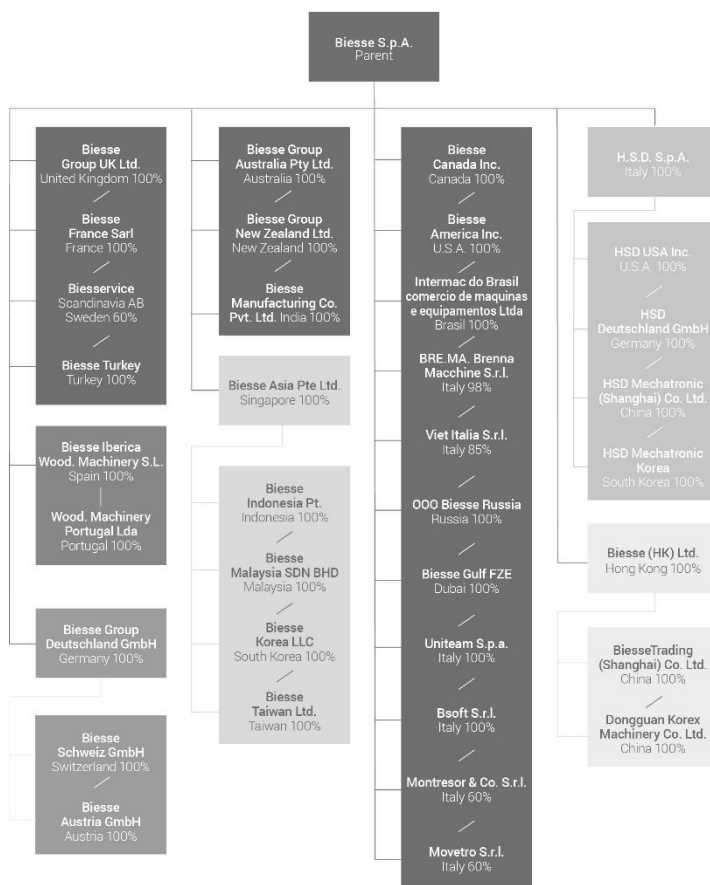 Biesse S.p.A.
Parent
Biesse
Group UK Ltd.
United Kingdom 100%
Biesse
France Sarl
France 100%
Biesservice
Scandinavia AB
Sweden 60%
Biesse Turkey
Turkey 100%
Biesse Iberica
Wood. Machinery S.L.
Spain 100%
Wood. Machinery
Portugal Lda
Portugal 100%
Biesse Group
Deutschland GmbH
Germany 100%
Biesse
Schweiz GmbH
Switzerland 100%
Biesse
Austria GmbH
Austria 100%
Biesse Group
Australia Pty Ltd.
Australia 100%
Biesse Group
New Zealand Ltd.
New Zealand 100%
Biesse
Manufacturing Co.
Pvt. Ltd. India 100%
Biesse Asia Pte Ltd.
Singapore 100%
Biesse
Indonesia Pt.
Indonesia 100%
Biesse
Malaysia SDN BHD
Malaysia 100%
Biesse
Korea LLC
South Korea 100%
Biesse
Taiwan Ltd.
Taiwan 100%
Biesse
Canada Inc.
Canada 100%
Biesse
America Inc.
U.S.A. 100%
Intermac do Brasil
comercio de maquinas
e equipamentos Ltda
Brasil 100%
BRE.MA. Brenna
Macchine S.r.l.
Italy 98%
Viet Italia S.r.l.
Italy 85%
OOO Biesse Russia
Russia 100%
Biesse Gulf FZE
Dubai 100%
Uniteam S.p.a.
Italy 100%
Bsoft S.r.l.
Italy 100%
Montresor & Co. S.r.l.
Italy 60%
Movetro S.r.l.
Italy 60%
H.S.D. S.p.A.
Italy 100%
HSD USA Inc.
U.S.A. 100%
HSD
Deutschland GmbH
Germany 100%
HSD Mechatronic
(Shanghai) Co. Ltd.
China 100%
HSD Mechatronic
Korea
South Korea 100%
Biesse (HK) Ltd.
Hong Kong 100%
BiesseTrading
(Shanghai) Co. Ltd.
China 100%
Dongguan Korex
Machinery Co. Ltd.
China 100%